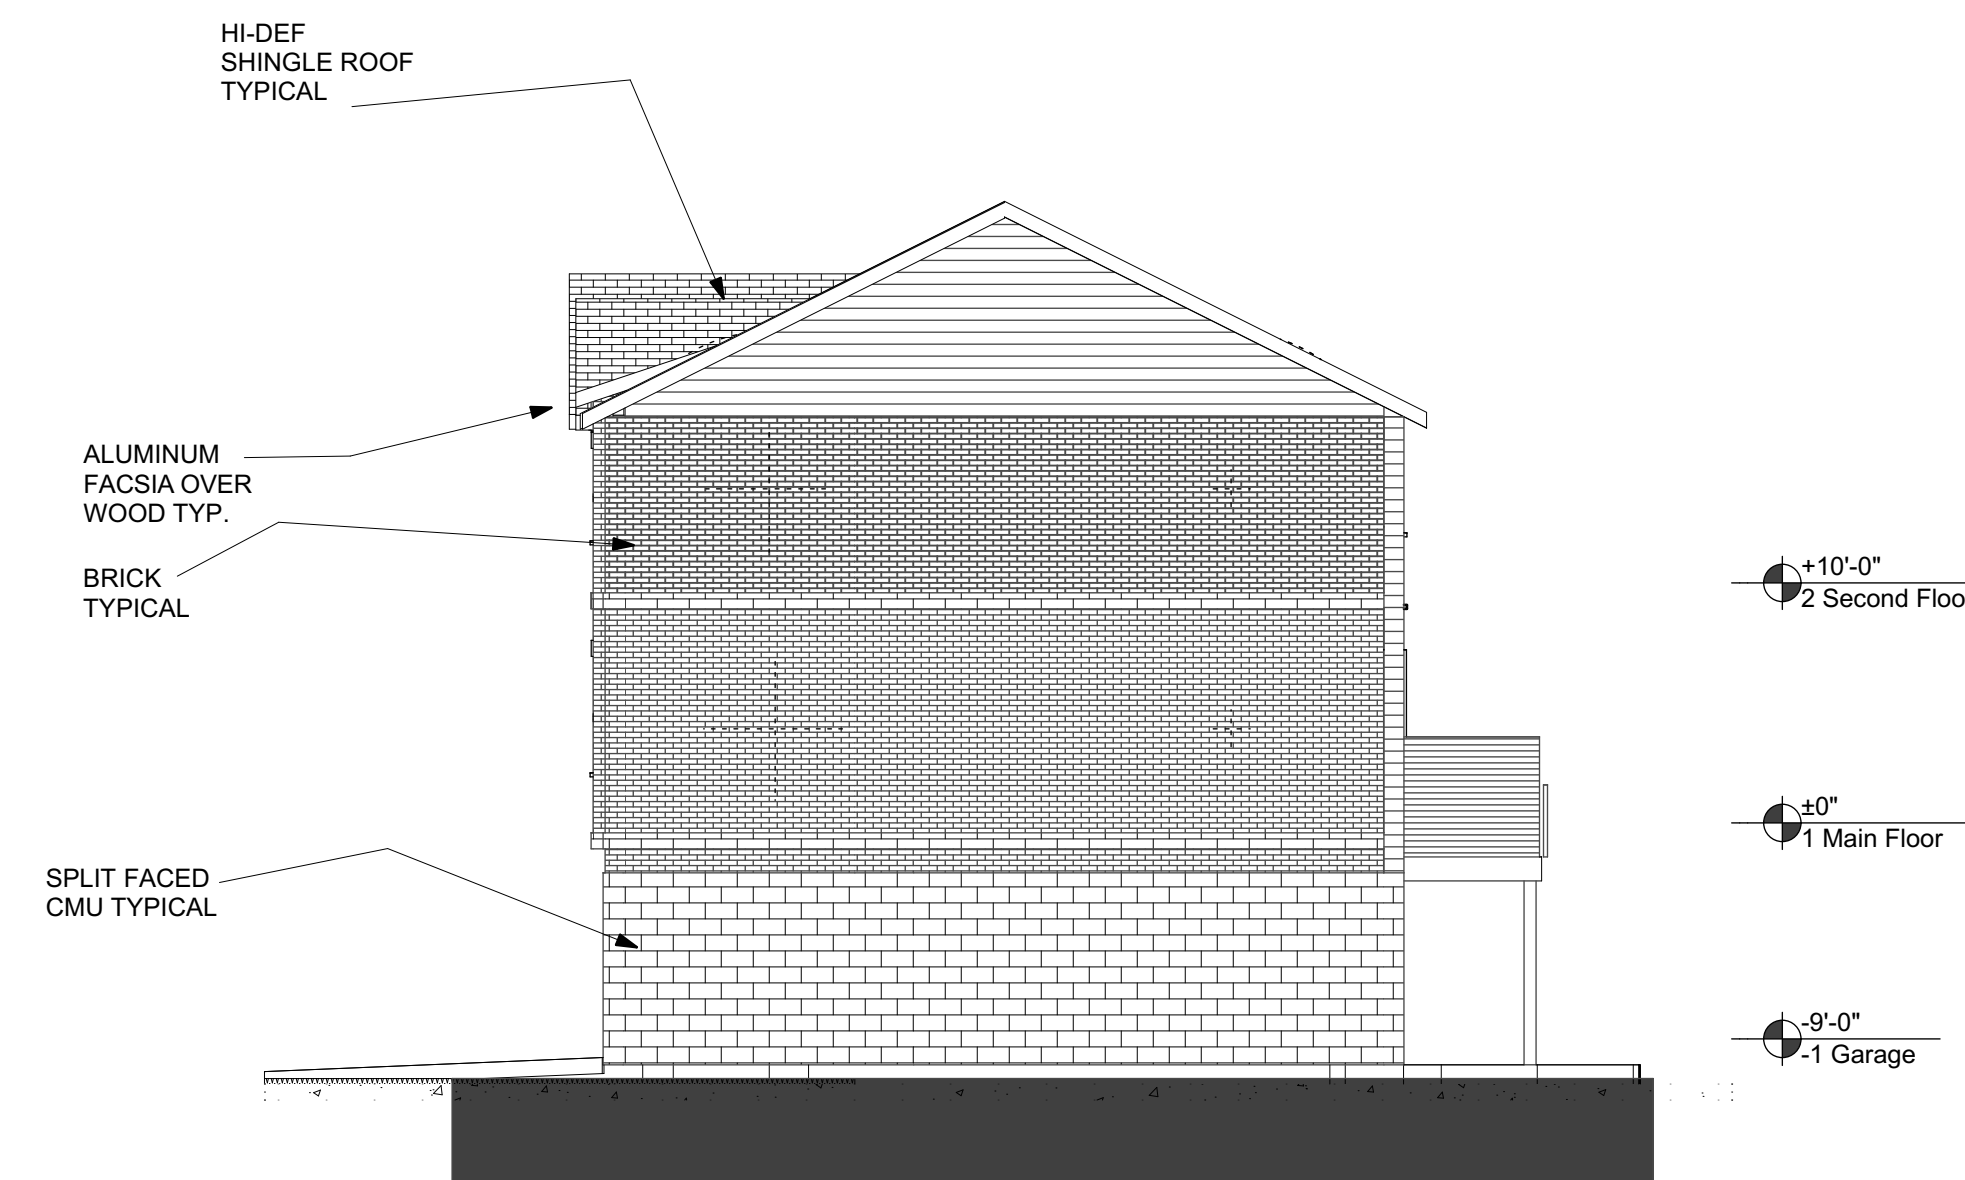 HI-DEF
SHINGLE ROOF
TYPICAL
ALUMINUM
FACSIA OVER
WOOD TYP.
BRICK
TYPICAL
SPLIT FACED
CMU TYPICAL
+10'-0"
2 Second Floo
±0"
1 Main Floor
-9'-0"
-1 Garage